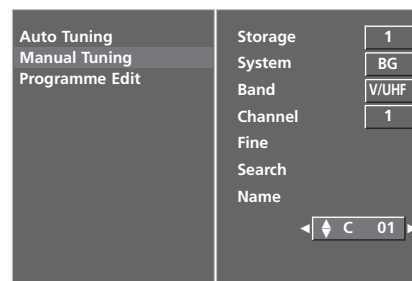 Auto Tuning
Manual Tuning
Programme Edit
Storage 1
System BG
Band V/UHF
Channel 1
Fine
Search
Name
C 01